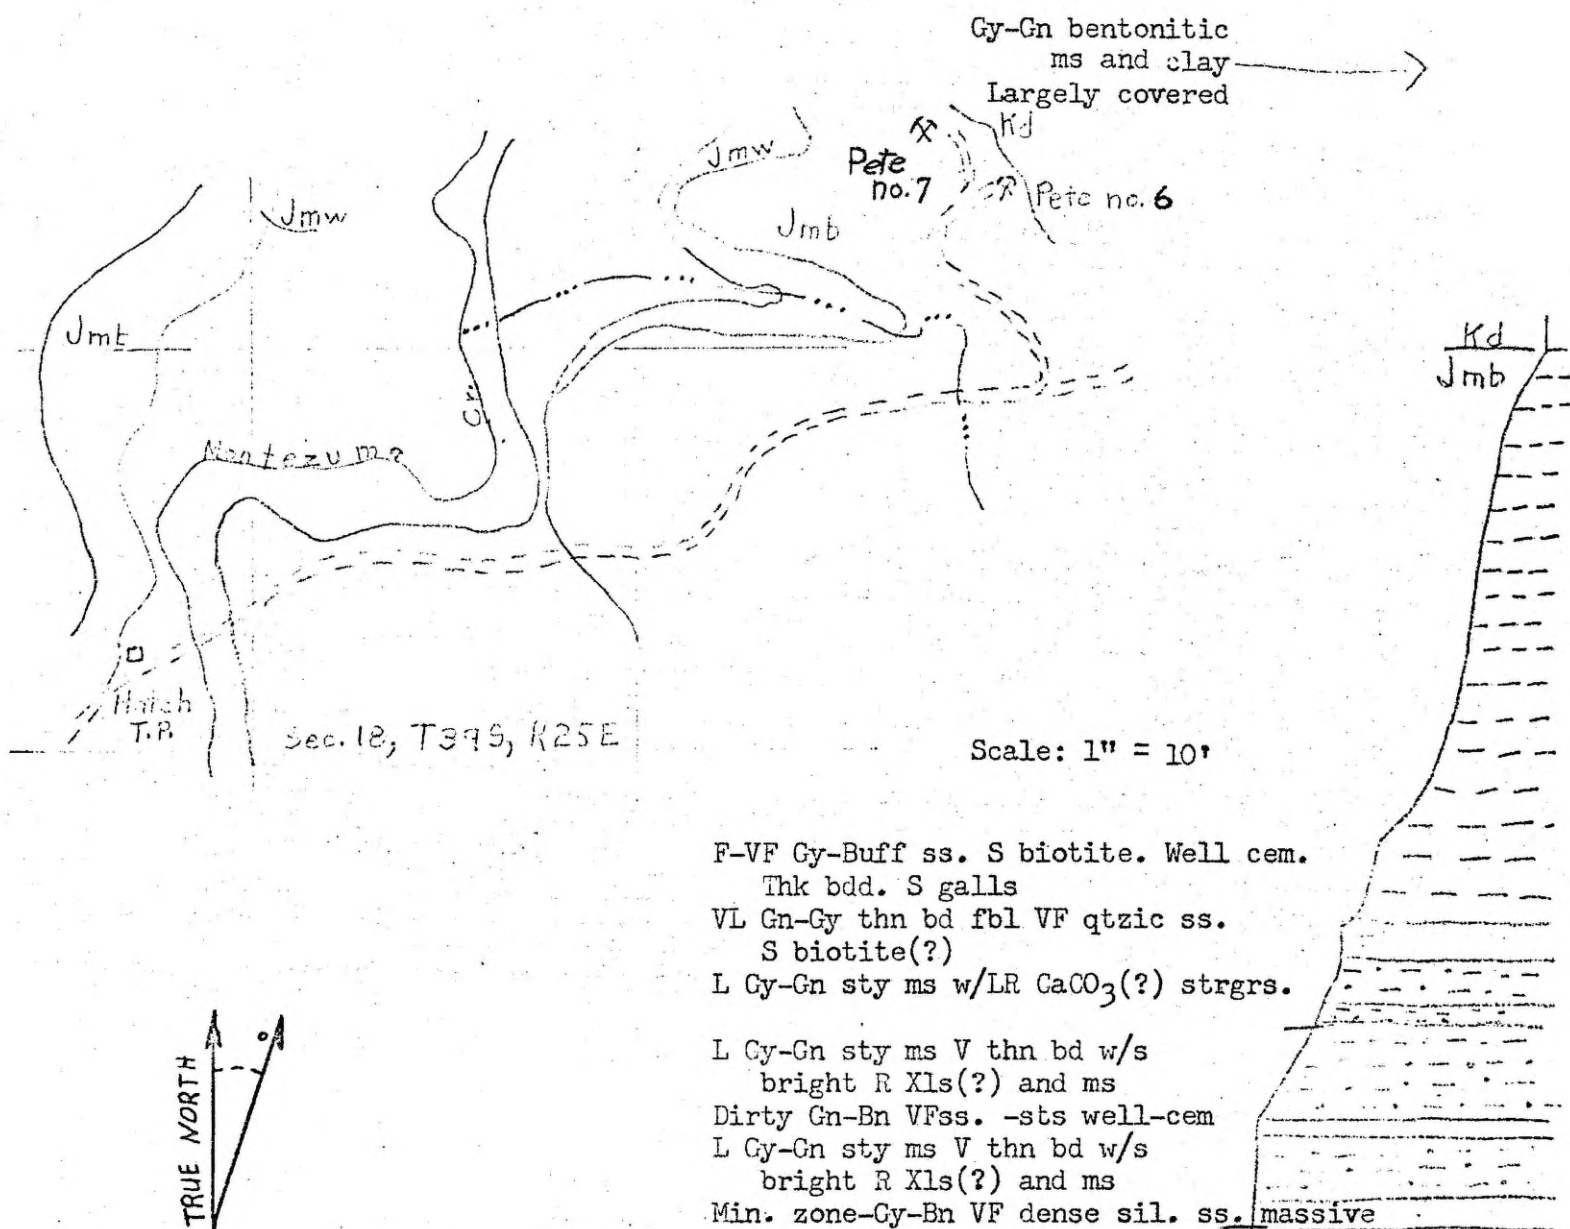 Gy-Gn bentonitic
ms and clay
Largely covered
Kd
Jmw
Pete
no.7
Pete no. 6
Jmw
Jmb
Jmt
Cr.
Montezuma
Kd
Jmb
Hatch
T.P.
Sec. 18, T39S, R25E
Scale: 1" = 10'
F-VF Gy-Buff ss. S biotite. Well cem.
Thk bdd. S galls
VL Gn-Gy thn bd fbl VF qtzic ss.
S biotite(?)
L Gy-Gn sty ms w/LR CaCO3(?) strgrs.
L Gy-Gn sty ms V thn bd w/s
bright R Xls(?) and ms
Dirty Gn-Bn VFss. -sts well-cem
L Gy-Gn sty ms V thn bd w/s
bright R Xls(?) and ms
Min. zone-Gy-Bn VF dense sil. ss. massive
TRUE NORTH